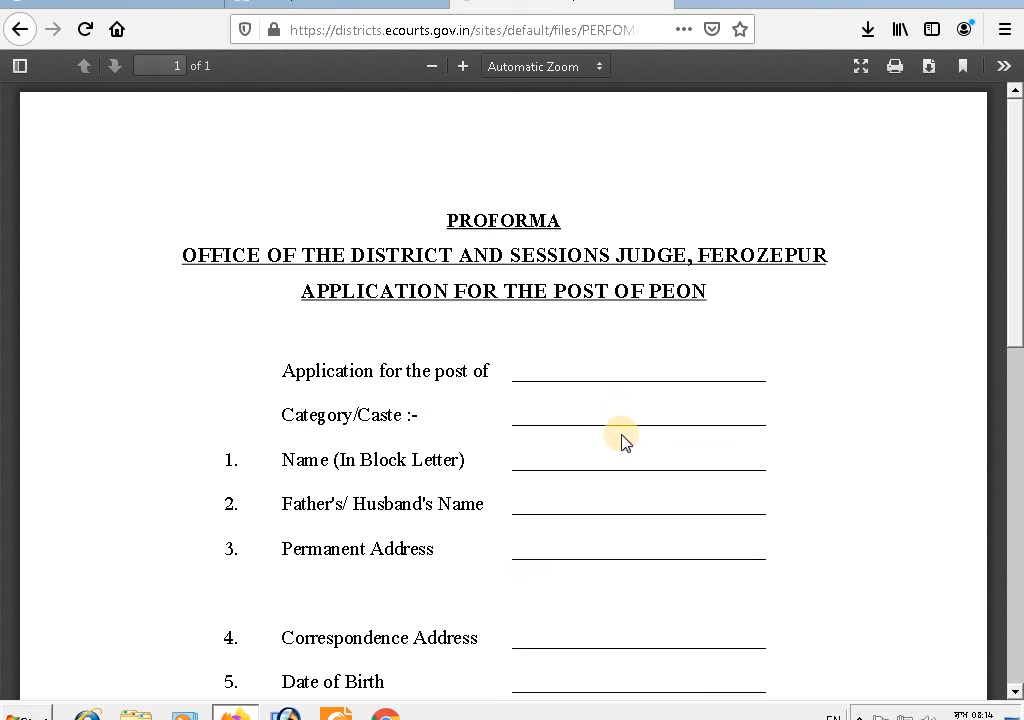 https://districts.ecourts.gov.in/sites/default/files/PERFOM
1 of 1
Automatic Zoom
PROFORMA
OFFICE OF THE DISTRICT AND SESSIONS JUDGE, FEROZEPUR
APPLICATION FOR THE POST OF PEON
Application for the post of
Category/Caste :-
1. Name (In Block Letter)
2. Father's/ Husband's Name
3. Permanent Address
4. Correspondence Address
5. Date of Birth
EN ਸ਼ਾਮ 08:14